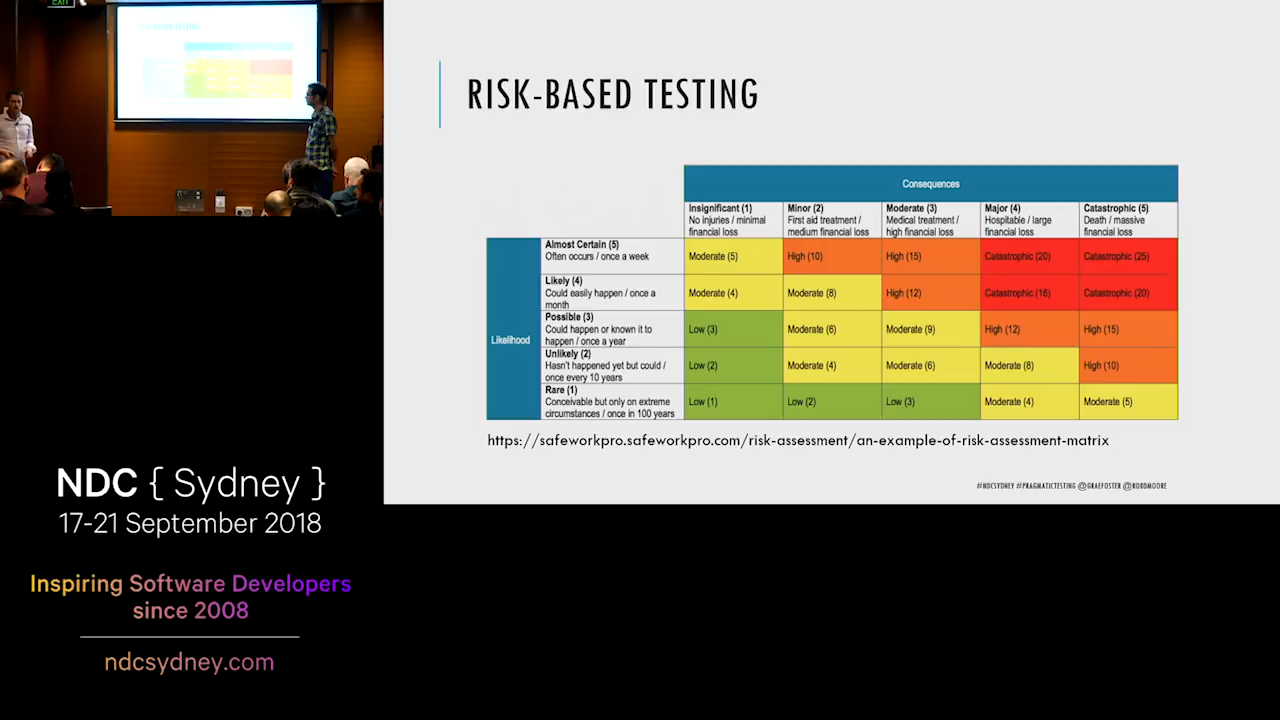 EXIT
RISK-BASED TESTING
Consequences
Insignificant (1)
No injuries / minimal
financial loss
Minor (2)
First aid treatment /
medium financial loss
Moderate (3)
Medical treatment /
high financial loss
Major (4)
Hospitable / large
financial loss
Catastrophic (5)
Death / massive
financial loss
Likelihood
Almost Certain (5)
Often occurs / once a week
Moderate (5)
High (10)
High (15)
Catastrophic (20)
Catastrophic (25)
Likely (4)
Could easily happen / once a
month
Moderate (4)
Moderate (8)
High (12)
Catastrophic (16)
Catastrophic (20)
Possible (3)
Could happen or known it to
happen / once a year
Low (3)
Moderate (6)
Moderate (9)
High (12)
High (15)
Unlikely (2)
Hasn't happened yet but could /
once every 10 years
Low (2)
Moderate (4)
Moderate (6)
Moderate (8)
High (10)
Rare (1)
Conceivable but only on extreme
circumstances / once in 100 years
Low (1)
Low (2)
Low (3)
Moderate (4)
Moderate (5)
https://safeworkpro.safeworkpro.com/risk-assessment/an-example-of-risk-assessment-matrix
#NDCSYDNEY #PRAGMATICTESTING @GRAEFOSTER @ROBDMOORE
NDC { Sydney }
17-21 September 2018
Inspiring Software Developers
since 2008
ndcsydney.com